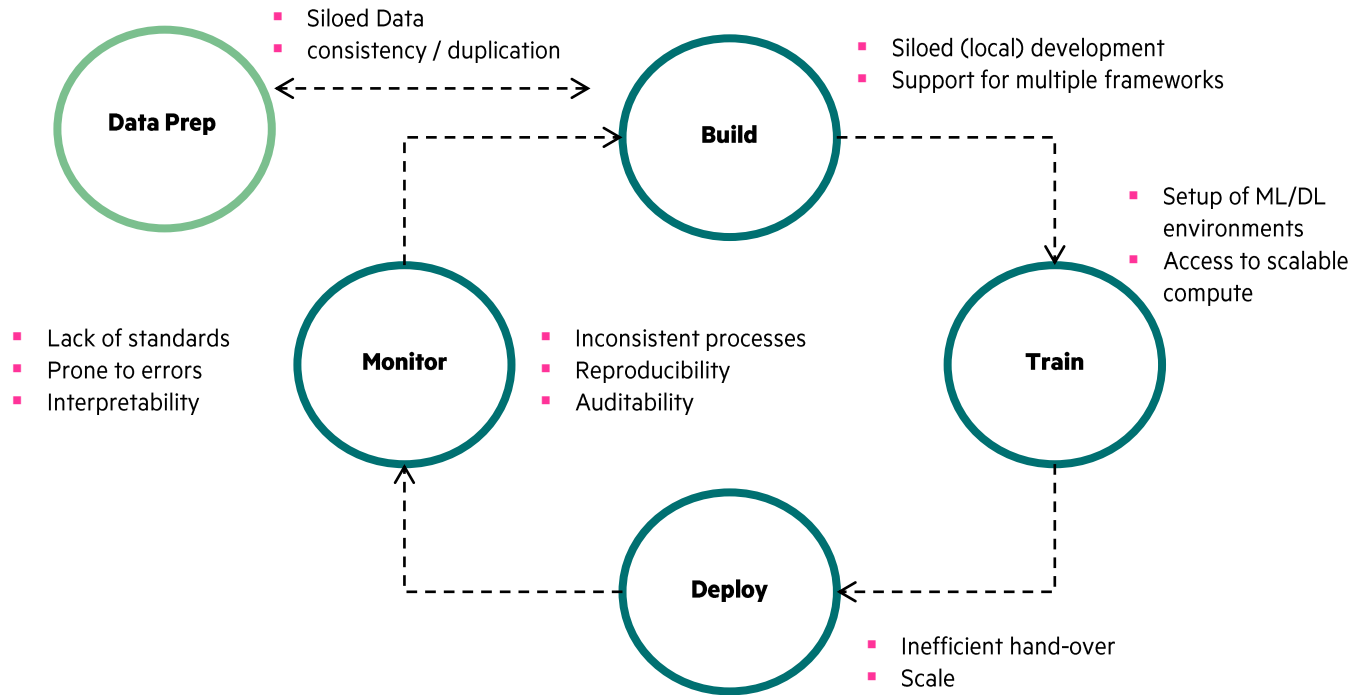 Siloed Data
consistency / duplication
Data Prep
Build
Siloed (local) development
Support for multiple frameworks
Setup of ML/DL
environments
Access to scalable
compute
Lack of standards
Prone to errors
Interpretability
Monitor
Inconsistent processes
Reproducibility
Auditability
Train
Deploy
Inefficient hand-over
Scale